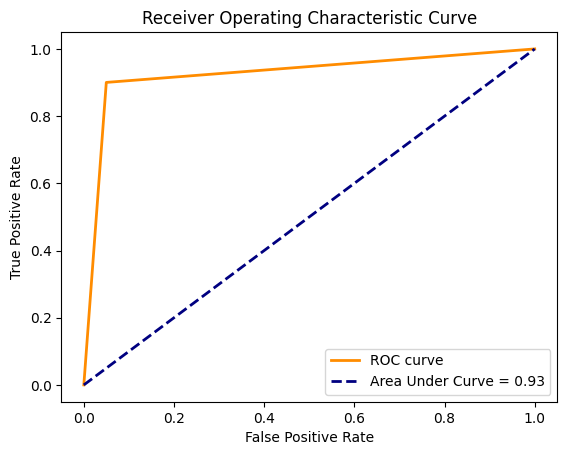 Receiver Operating Characteristic Curve
1.0
0.8
0.6
0.4
0.2
0.0
True Positive Rate
ROC curve
Area Under Curve = 0.93
0.0 0.2 0.4 0.6 0.8 1.0
False Positive Rate